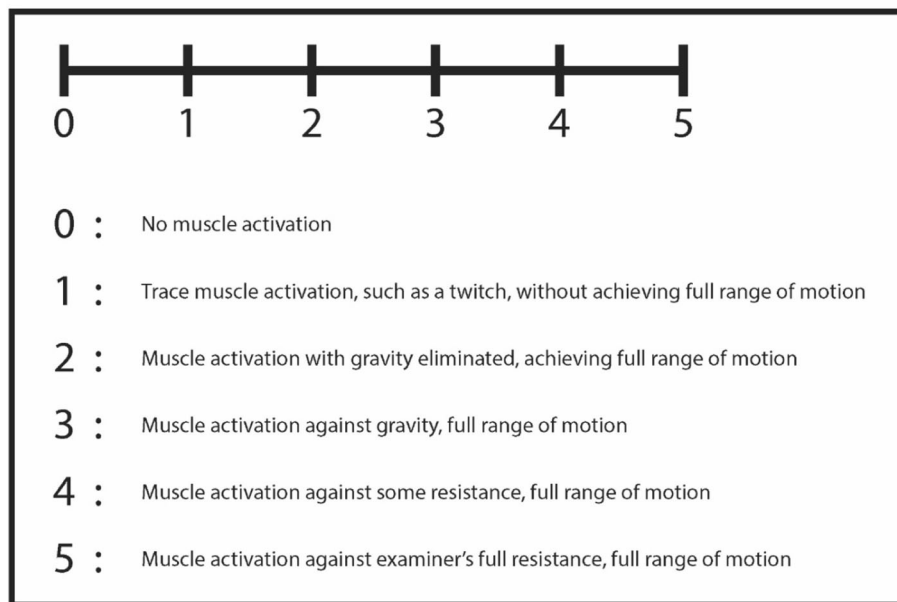 0 1 2 3 4 5
0 : No muscle activation
1 : Trace muscle activation, such as a twitch, without achieving full range of motion
2 : Muscle activation with gravity eliminated, achieving full range of motion
3 : Muscle activation against gravity, full range of motion
4 : Muscle activation against some resistance, full range of motion
5 : Muscle activation against examiner’s full resistance, full range of motion